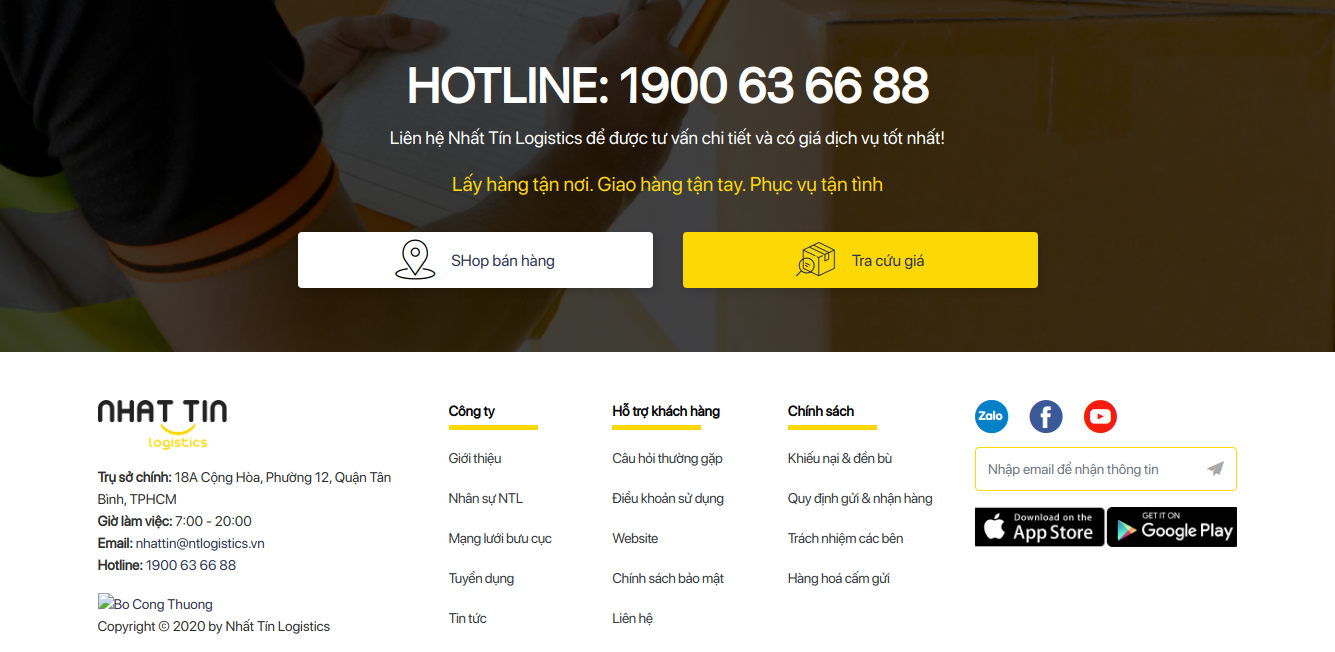 HOTLINE: 1900 63 66 88
Liên hệ Nhất Tín Logistics để được tư vấn chi tiết và có giá dịch vụ tốt nhất!
Lấy hàng tận nơi. Giao hàng tận tay. Phục vụ tận tình
SHop bán hàng
Tra cứu giá
NHAT TIN
logistics
Trụ sở chính: 18A Cộng Hòa, Phường 12, Quận Tân
Bình, TPHCM
Giờ làm việc: 7:00 - 20:00
Email: nhattin@ntlogistics.vn
Hotline: 1900 63 66 88
Bo Cong Thuong
Copyright © 2020 by Nhất Tín Logistics
Công ty
Giới thiệu
Nhân sự NTL
Mạng lưới bưu cục
Tuyển dụng
Tin tức
Hỗ trợ khách hàng
Câu hỏi thường gặp
Điều khoản sử dụng
Website
Chính sách bảo mật
Liên hệ
Chính sách
Khiếu nại & đền bù
Quy định gửi & nhận hàng
Trách nhiệm các bên
Hàng hoá cấm gửi
Zalo
Nhập email để nhận thông tin
Download on the
App Store
GET IT ON
Google Play